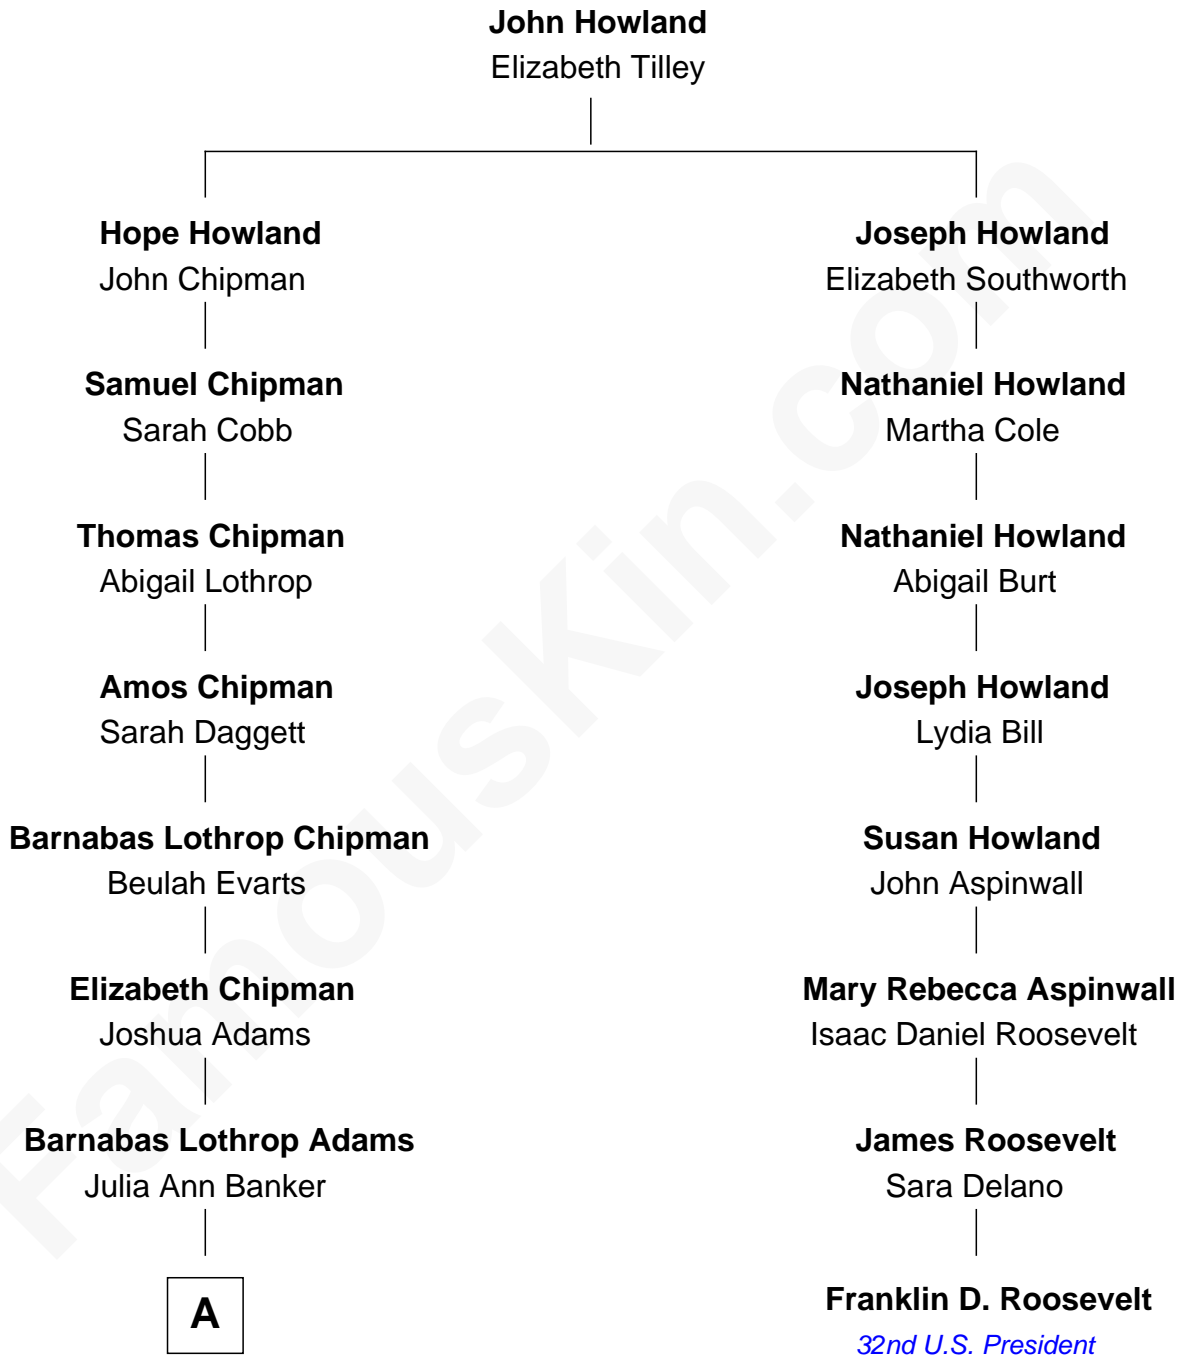 John Howland
Elizabeth Tilley
Hope Howland
John Chipman
Joseph Howland
Elizabeth Southworth
Samuel Chipman
Sarah Cobb
Nathaniel Howland
Martha Cole
Thomas Chipman
Abigail Lothrop
Nathaniel Howland
Abigail Burt
Amos Chipman
Sarah Daggett
Joseph Howland
Lydia Bill
Barnabas Lothrop Chipman
Beulah Evarts
Susan Howland
John Aspinwall
Elizabeth Chipman
Joshua Adams
Mary Rebecca Aspinwall
Isaac Daniel Roosevelt
Barnabas Lothrop Adams
Julia Ann Banker
James Roosevelt
Sara Delano
A
Franklin D. Roosevelt
32nd U.S. President
FamousKin.com